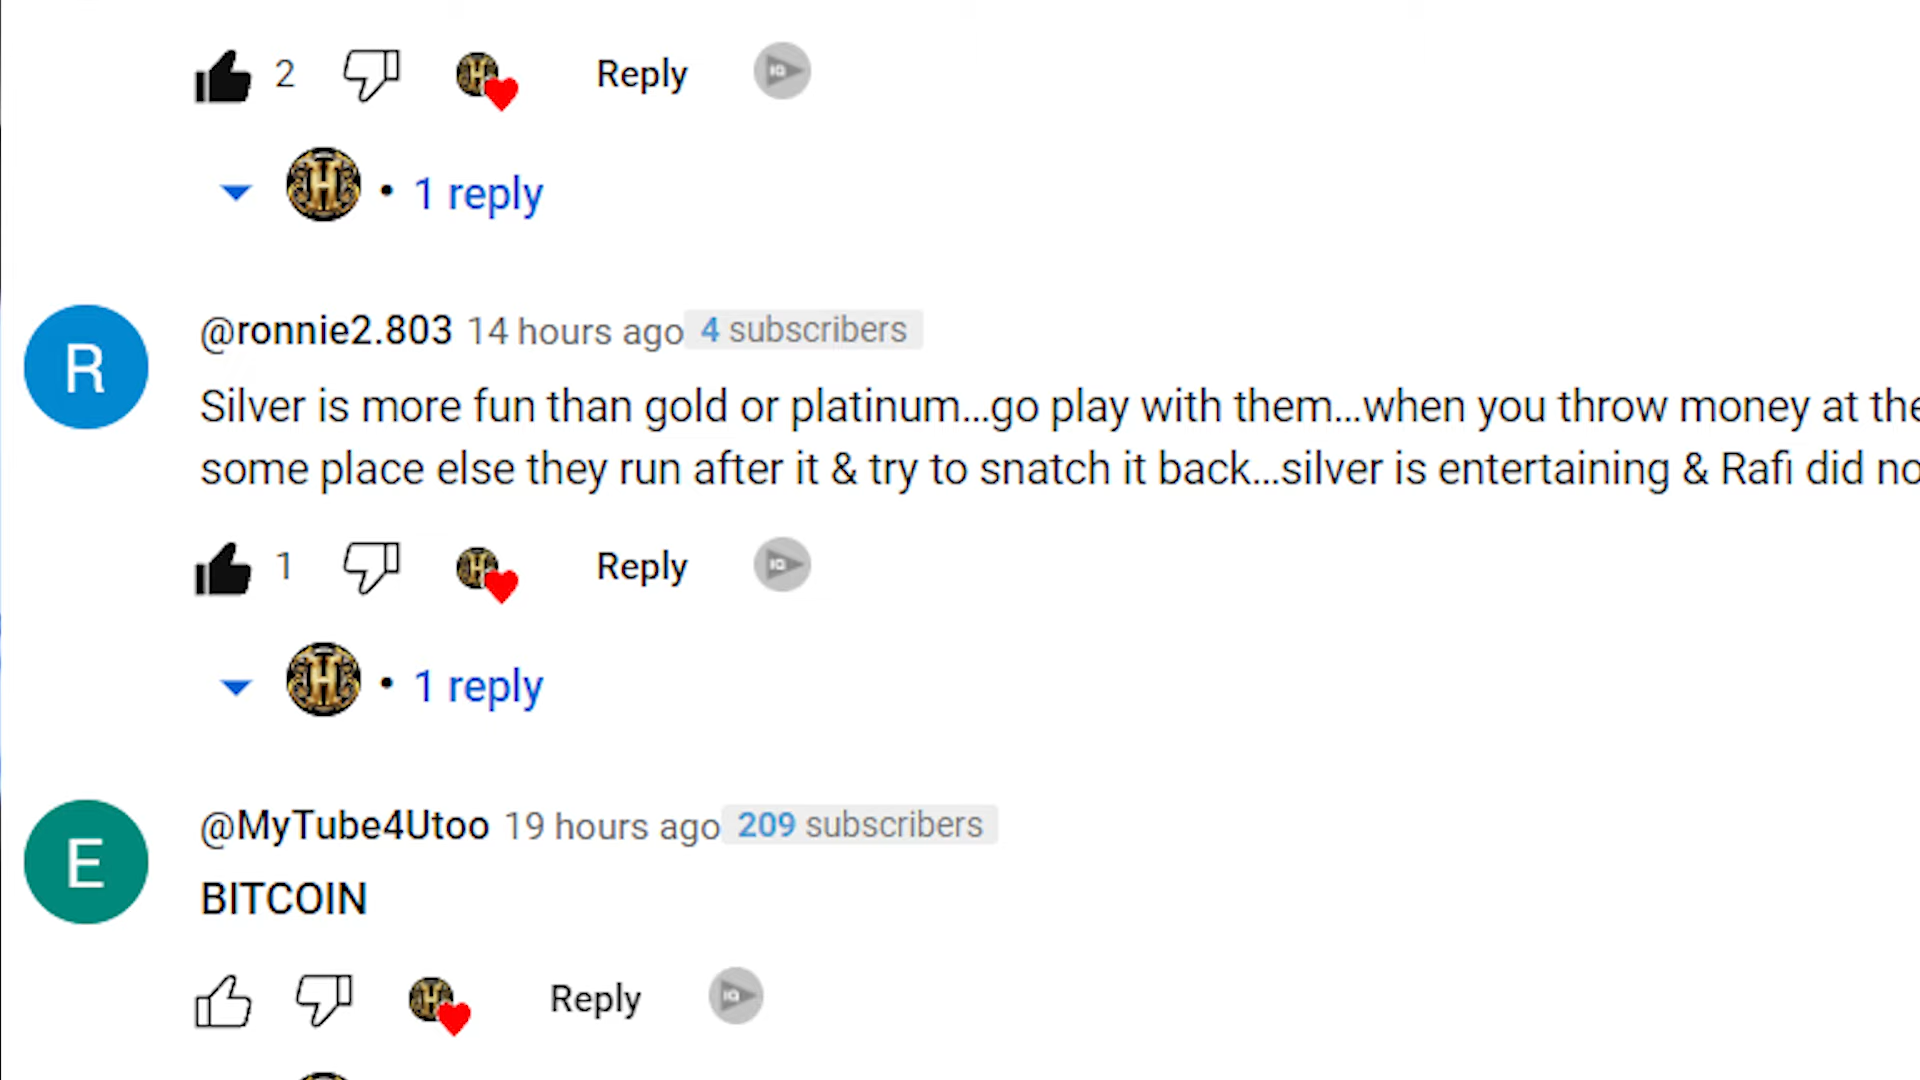 2 Reply
H • 1 reply
R @ronnie2.803 14 hours ago 4 subscribers
Silver is more fun than gold or platinum...go play with them...when you throw money at
some place else they run after it & try to snatch it back...silver is entertaining & Rafi did
1 Reply
H • 1 reply
E @MyTube4Utoo 19 hours ago 209 subscribers
BITCOIN
Reply